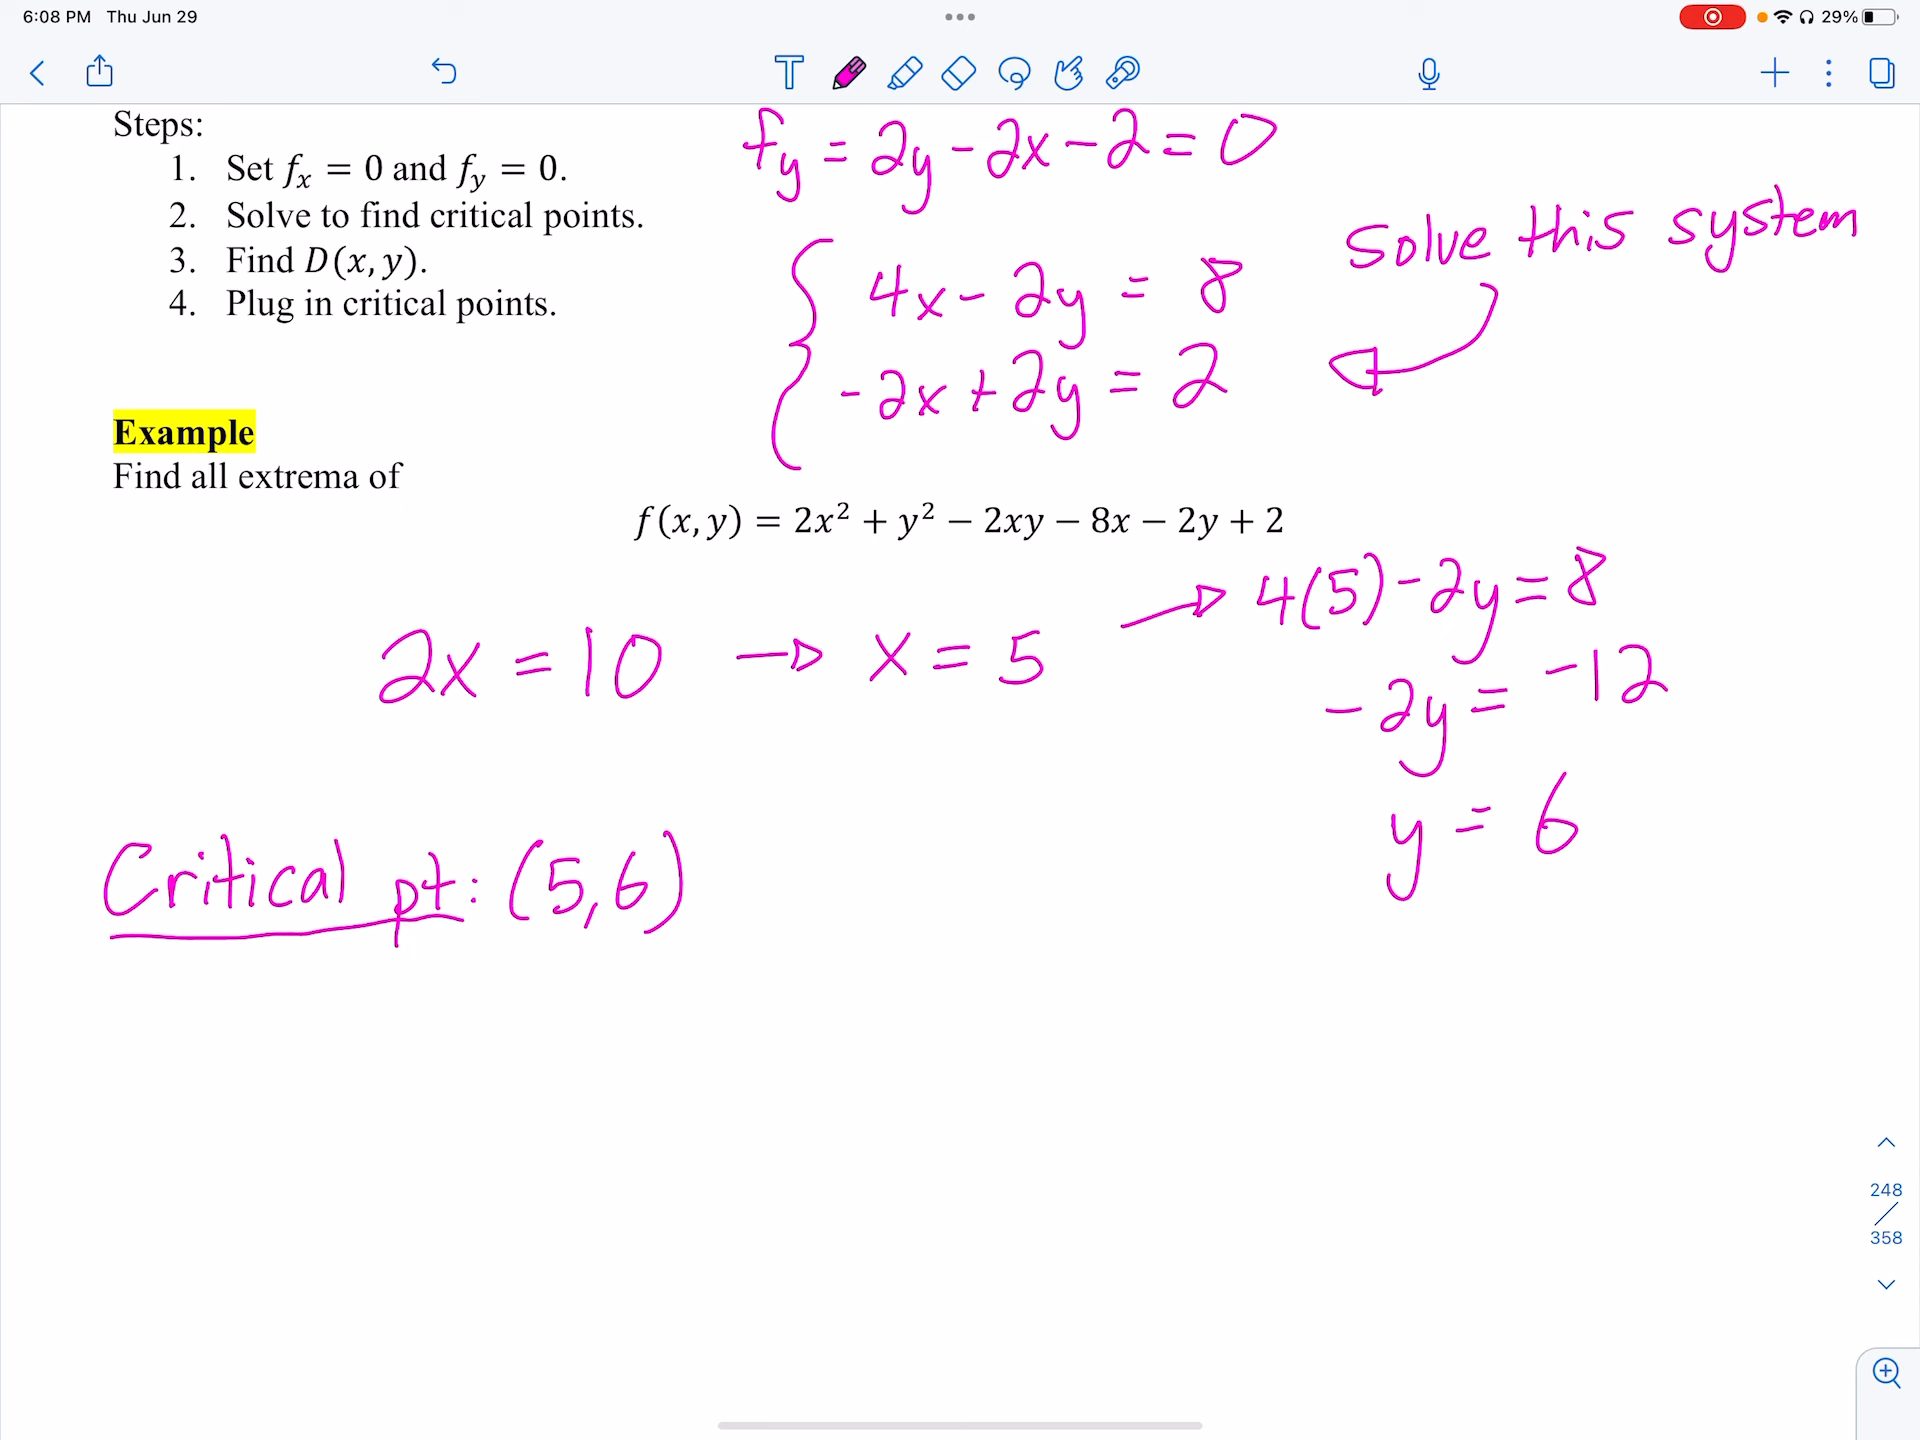 6:08 PM Thu Jun 29
29%
Steps:
1. Set fₓ = 0 and f_y = 0.
2. Solve to find critical points.
3. Find D(x, y).
4. Plug in critical points.
f_y = 2y - 2x - 2 = 0
Solve this system
4x - 2y = 8
-2x + 2y = 2
Example
Find all extrema of
f(x, y) = 2x² + y² − 2xy − 8x − 2y + 2
2x = 10 → x = 5
→ 4(5) - 2y = 8
-2y = -12
y = 6
Critical pt: (5,6)
248
/
358